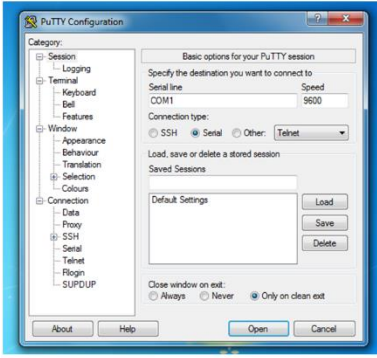 PuTTY Configuration
Category:
Session
Logging
Terminal
Keyboard
Bell
Features
Window
Appearance
Behaviour
Translation
Selection
Colours
Connection
Data
Proxy
SSH
Serial
Telnet
Rlogin
SUPDUP
Basic options for your PuTTY session
Specify the destination you want to connect to
Serial line Speed
COM1 9600
Connection type:
SSH Serial Other: Telnet
Load, save or delete a stored session
Saved Sessions
Default Settings
Load
Save
Delete
Close window on exit:
Always Never Only on clean exit
About Help Open Cancel